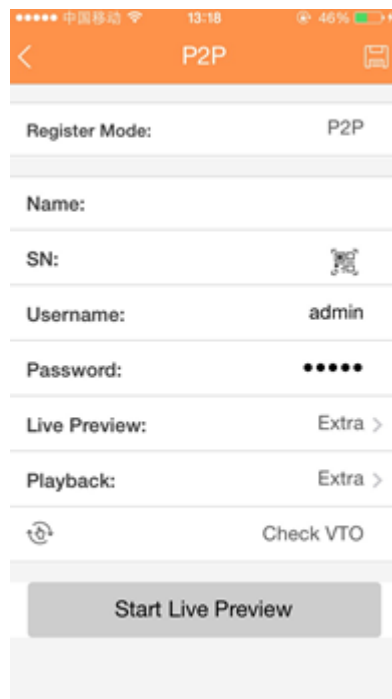 中国移动 13:18 46%
P2P
Register Mode: P2P
Name:
SN:
Username: admin
Password: •••••
Live Preview: Extra >
Playback: Extra >
Check VTO
Start Live Preview